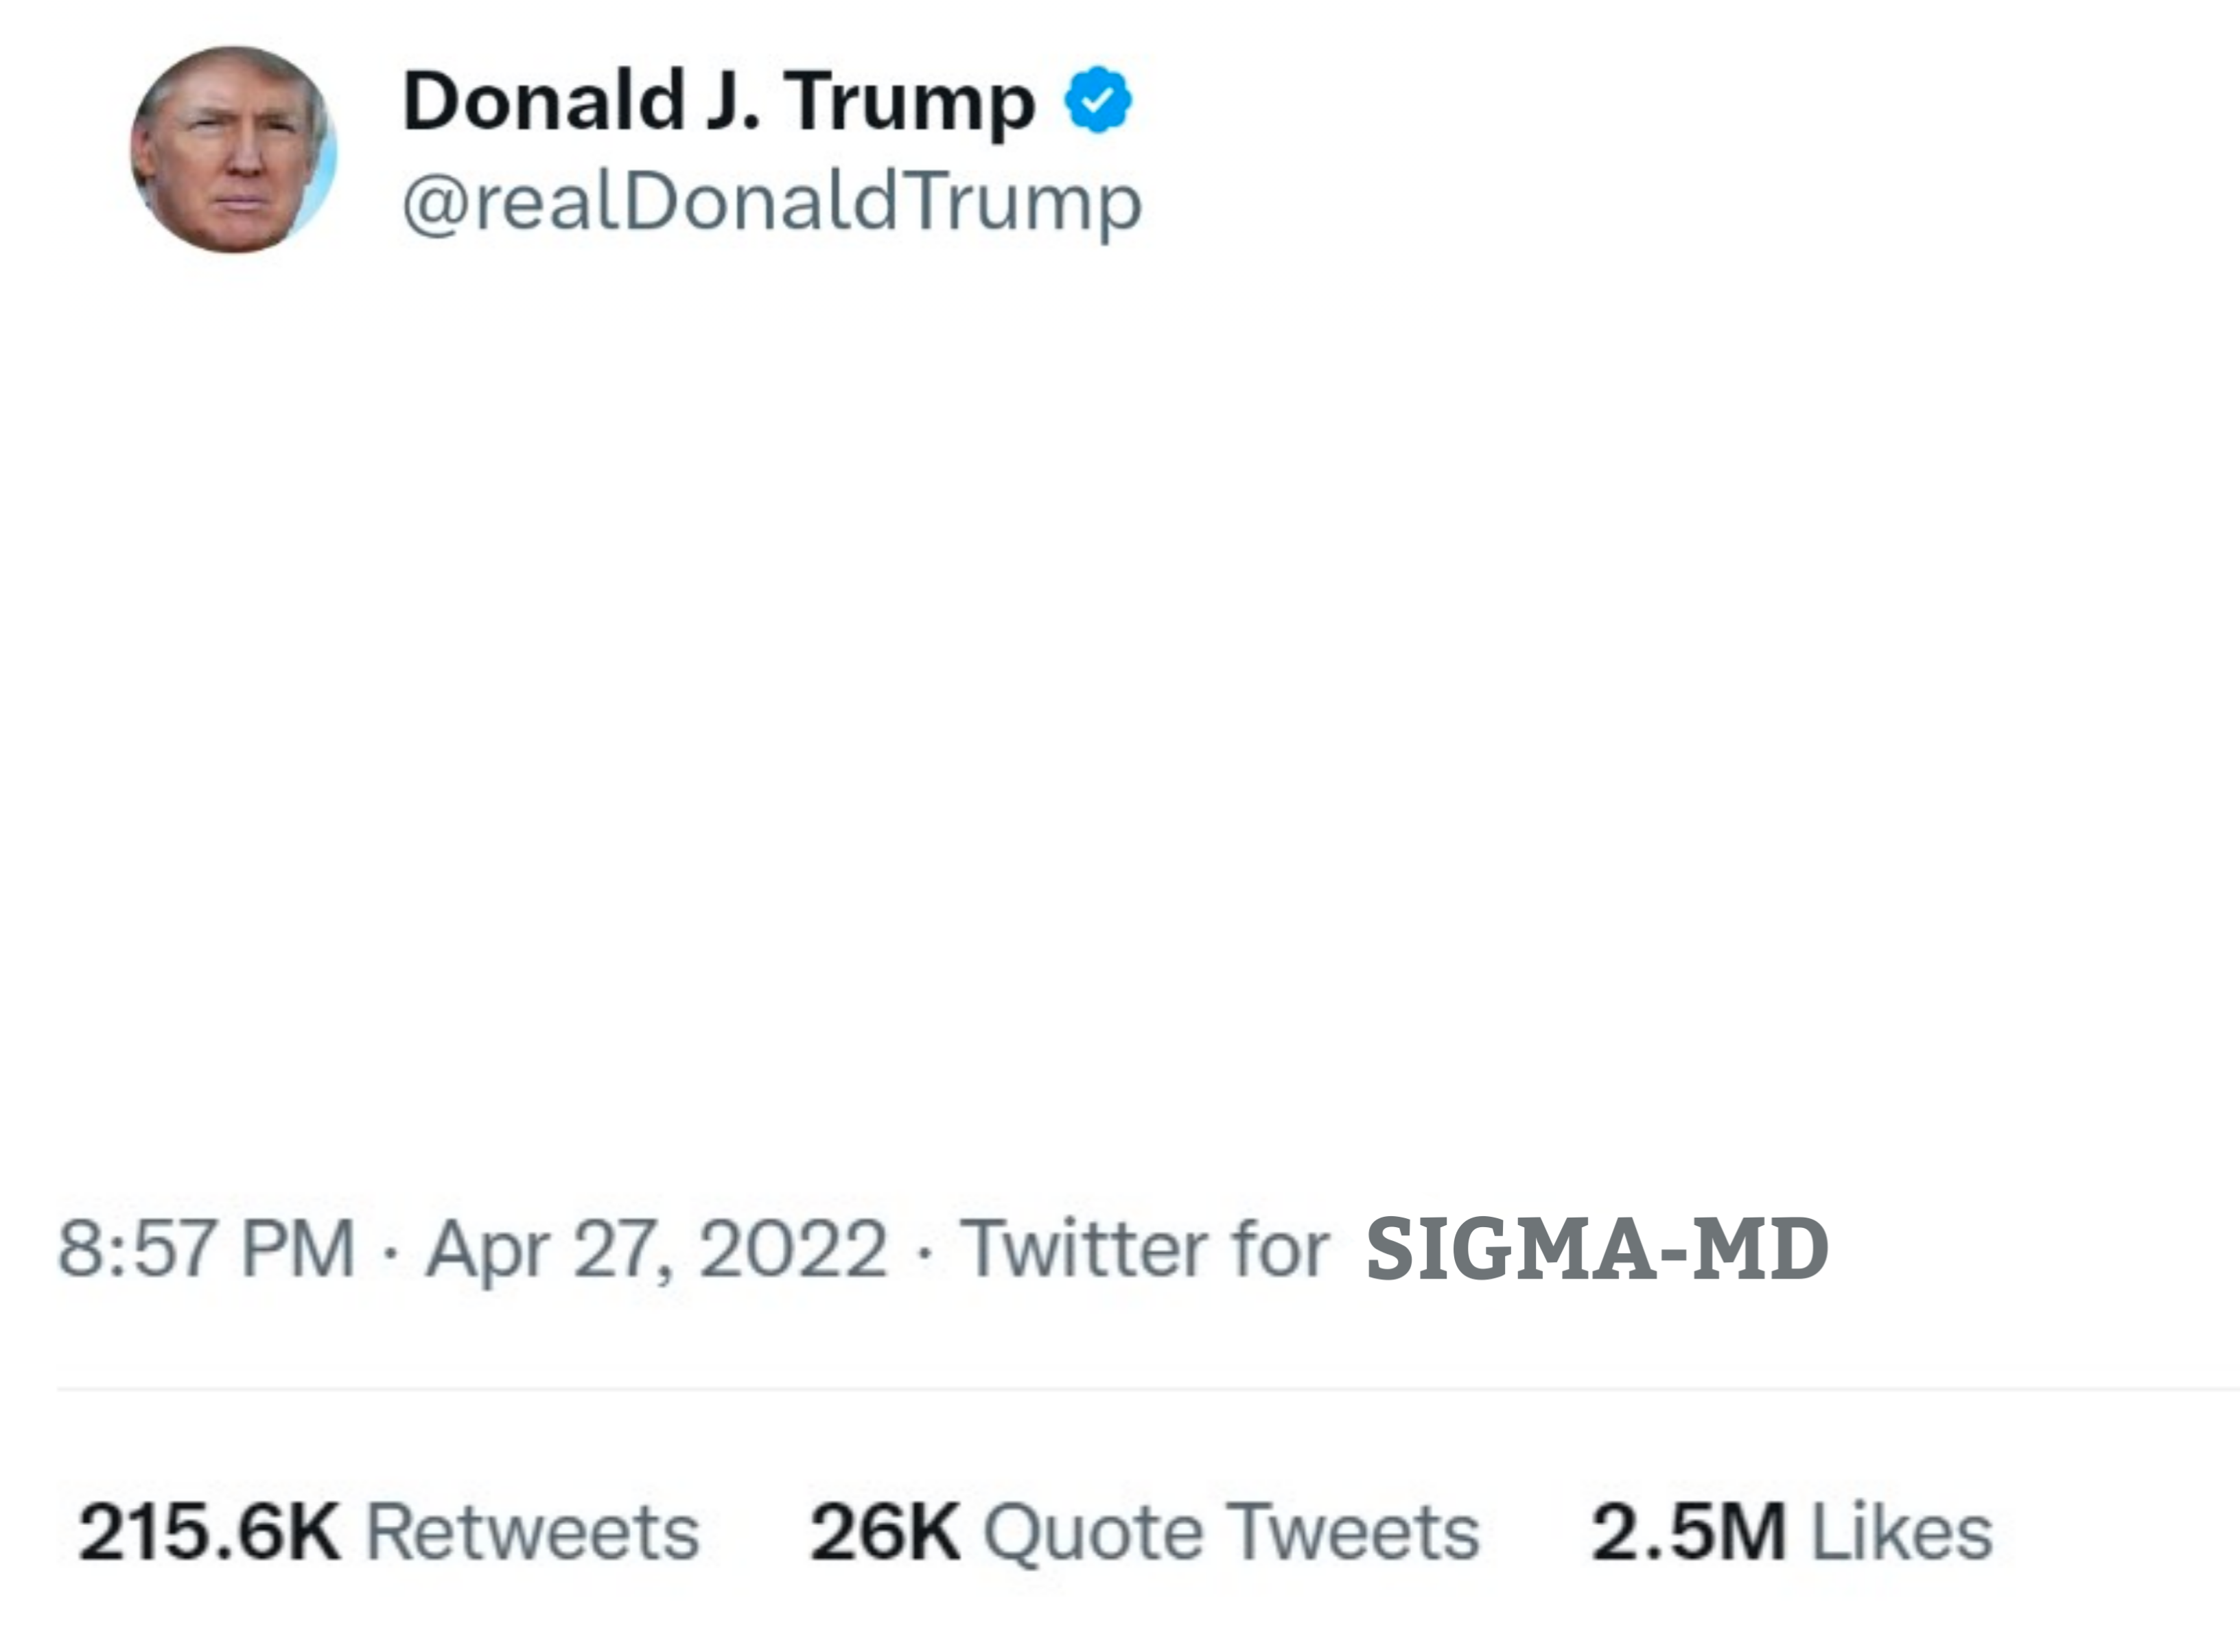 Donald J. Trump
@realDonaldTrump
8:57 PM · Apr 27, 2022 · Twitter for SIGMA-MD
215.6K Retweets 26K Quote Tweets 2.5M Likes